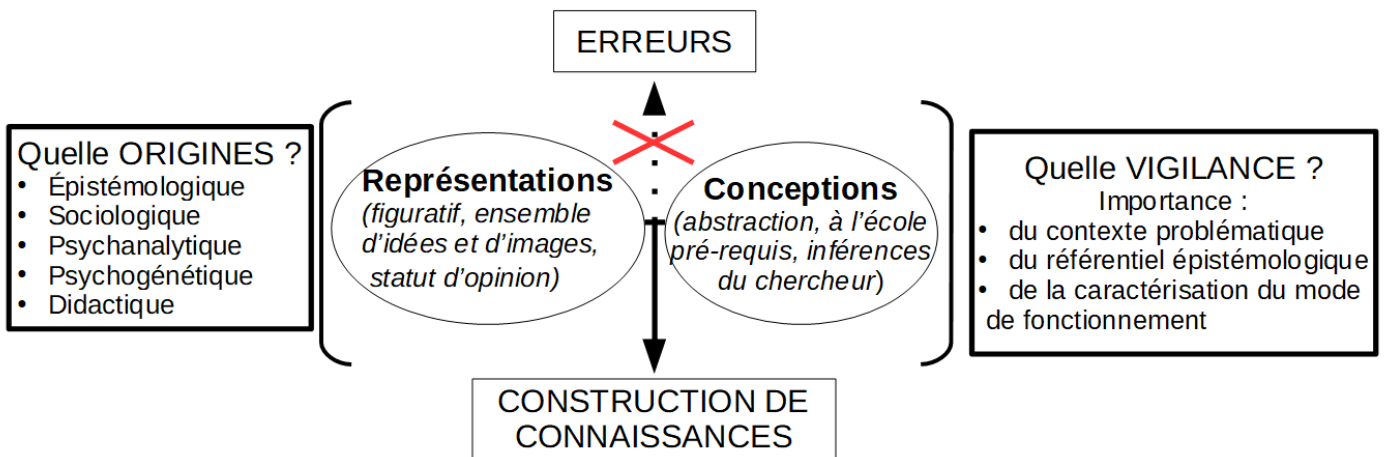 ERREURS
Quelle ORIGINES ?
• Épistémologique
• Sociologique
• Psychanalytique
• Psychogénétique
• Didactique
Représentations
(figuratif, ensemble
d’idées et d’images,
statut d’opinion)
Conceptions
(abstraction, à l’école
pré-requis, inférences
du chercheur)
Quelle VIGILANCE ?
Importance :
• du contexte problématique
• du référentiel épistémologique
• de la caractérisation du mode
de fonctionnement
CONSTRUCTION DE
CONNAISSANCES